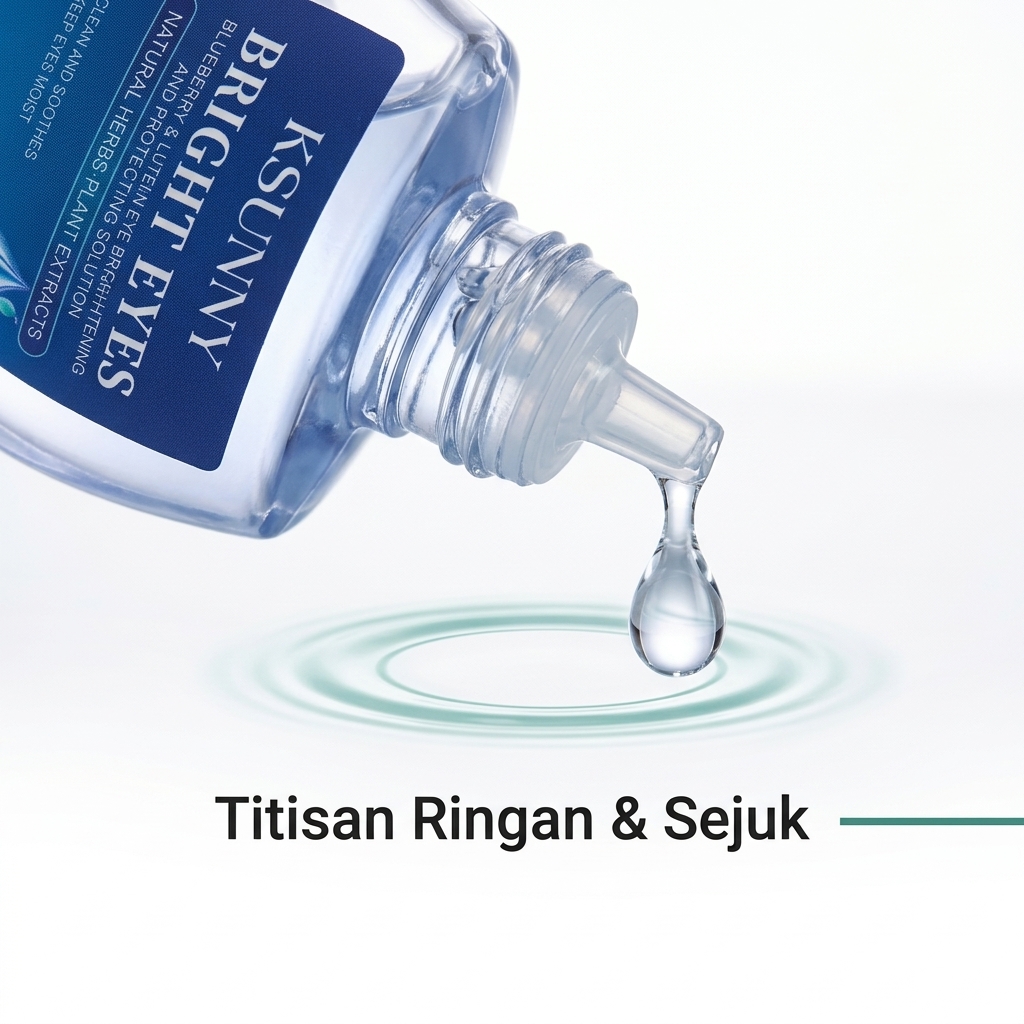 KSUNNY
BRIGHT EYES
BLUEBERRY & LUTEIN EYE
AND PROTECTING SOLUTION
NATURAL HERBS·PLANT EXTRACTS
CLEAN AND SOOTHES
KEEP EYES MOIST
Titisan Ringan & Sejuk